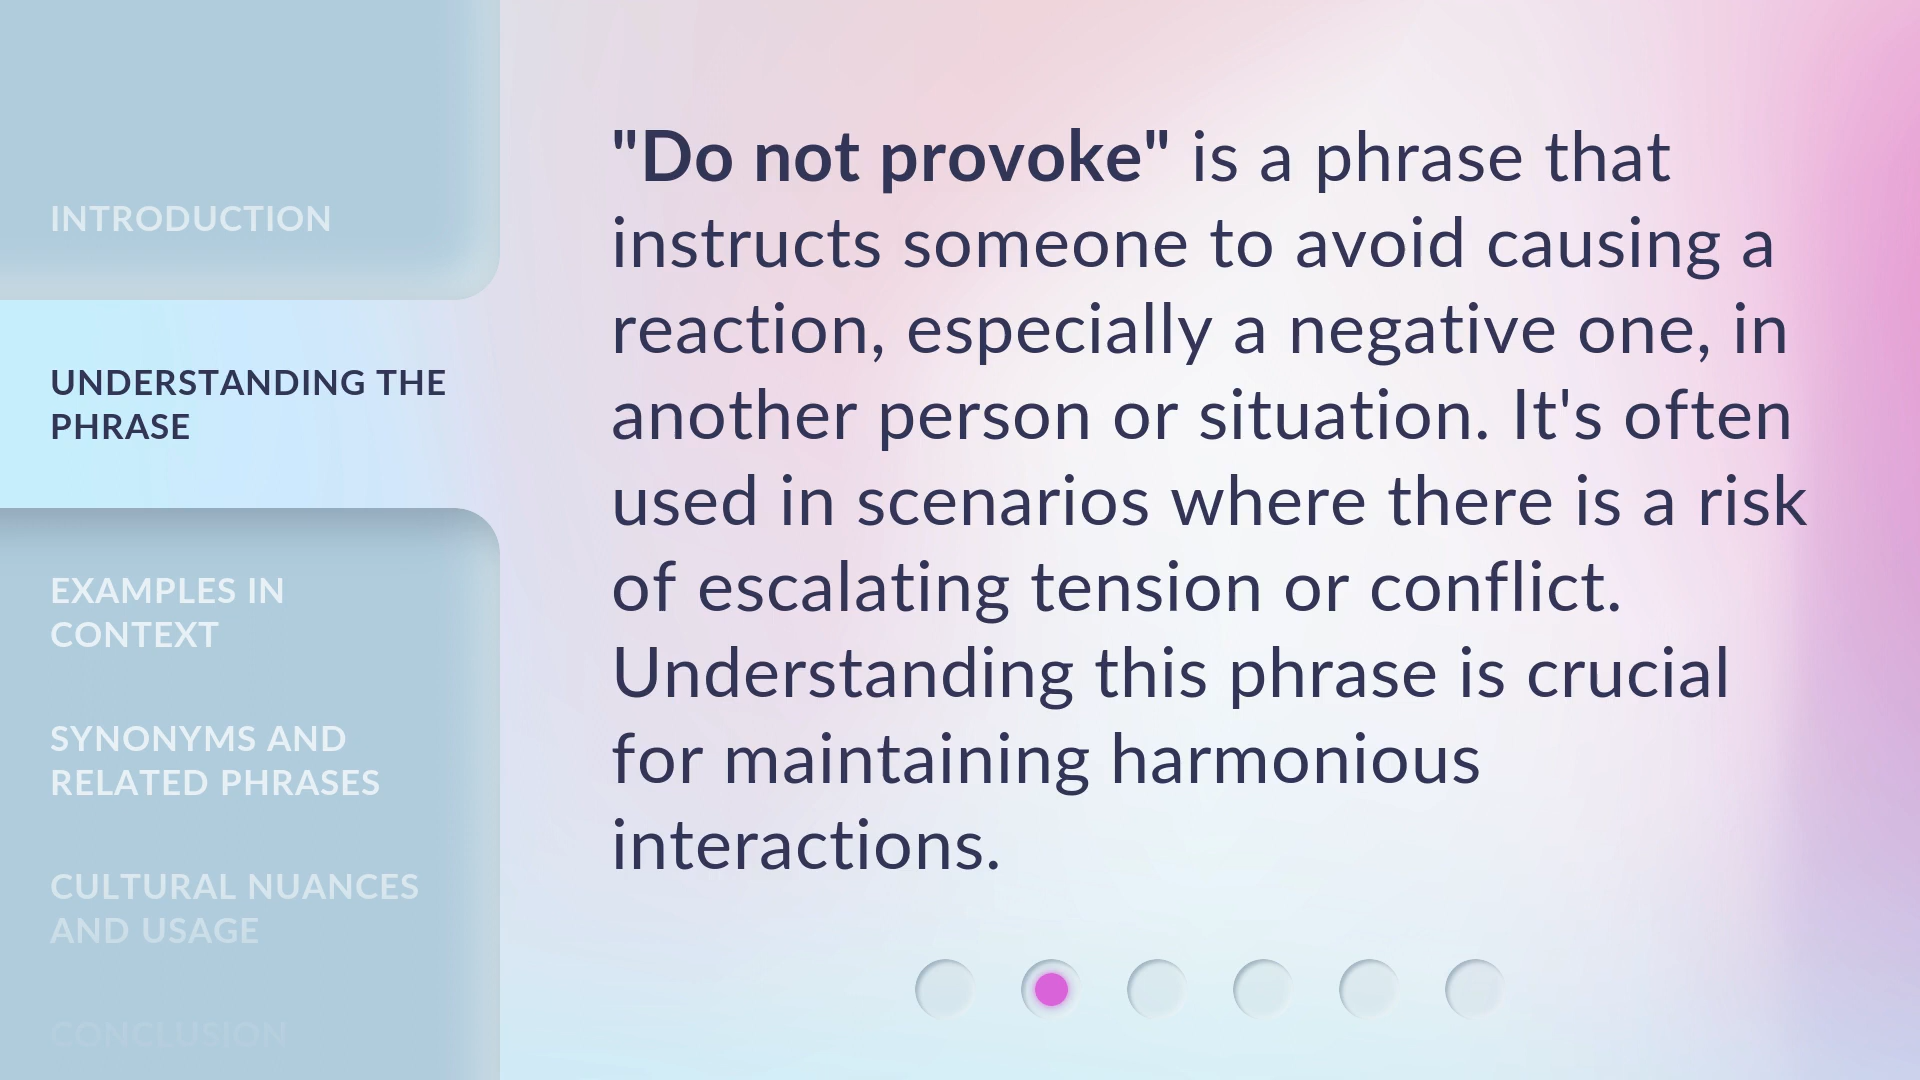 INTRODUCTION
UNDERSTANDING THE
PHRASE
EXAMPLES IN
CONTEXT
SYNONYMS AND
RELATED PHRASES
CULTURAL NUANCES
AND USAGE
CONCLUSION
"Do not provoke" is a phrase that
instructs someone to avoid causing a
reaction, especially a negative one, in
another person or situation. It's often
used in scenarios where there is a risk
of escalating tension or conflict.
Understanding this phrase is crucial
for maintaining harmonious
interactions.